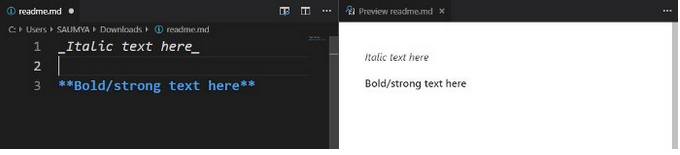 readme.md
C: > Users > SAUMYA > Downloads > readme.md
1 _Italic text here_
2
3 **Bold/strong text here**
Preview readme.md
Italic text here
Bold/strong text here